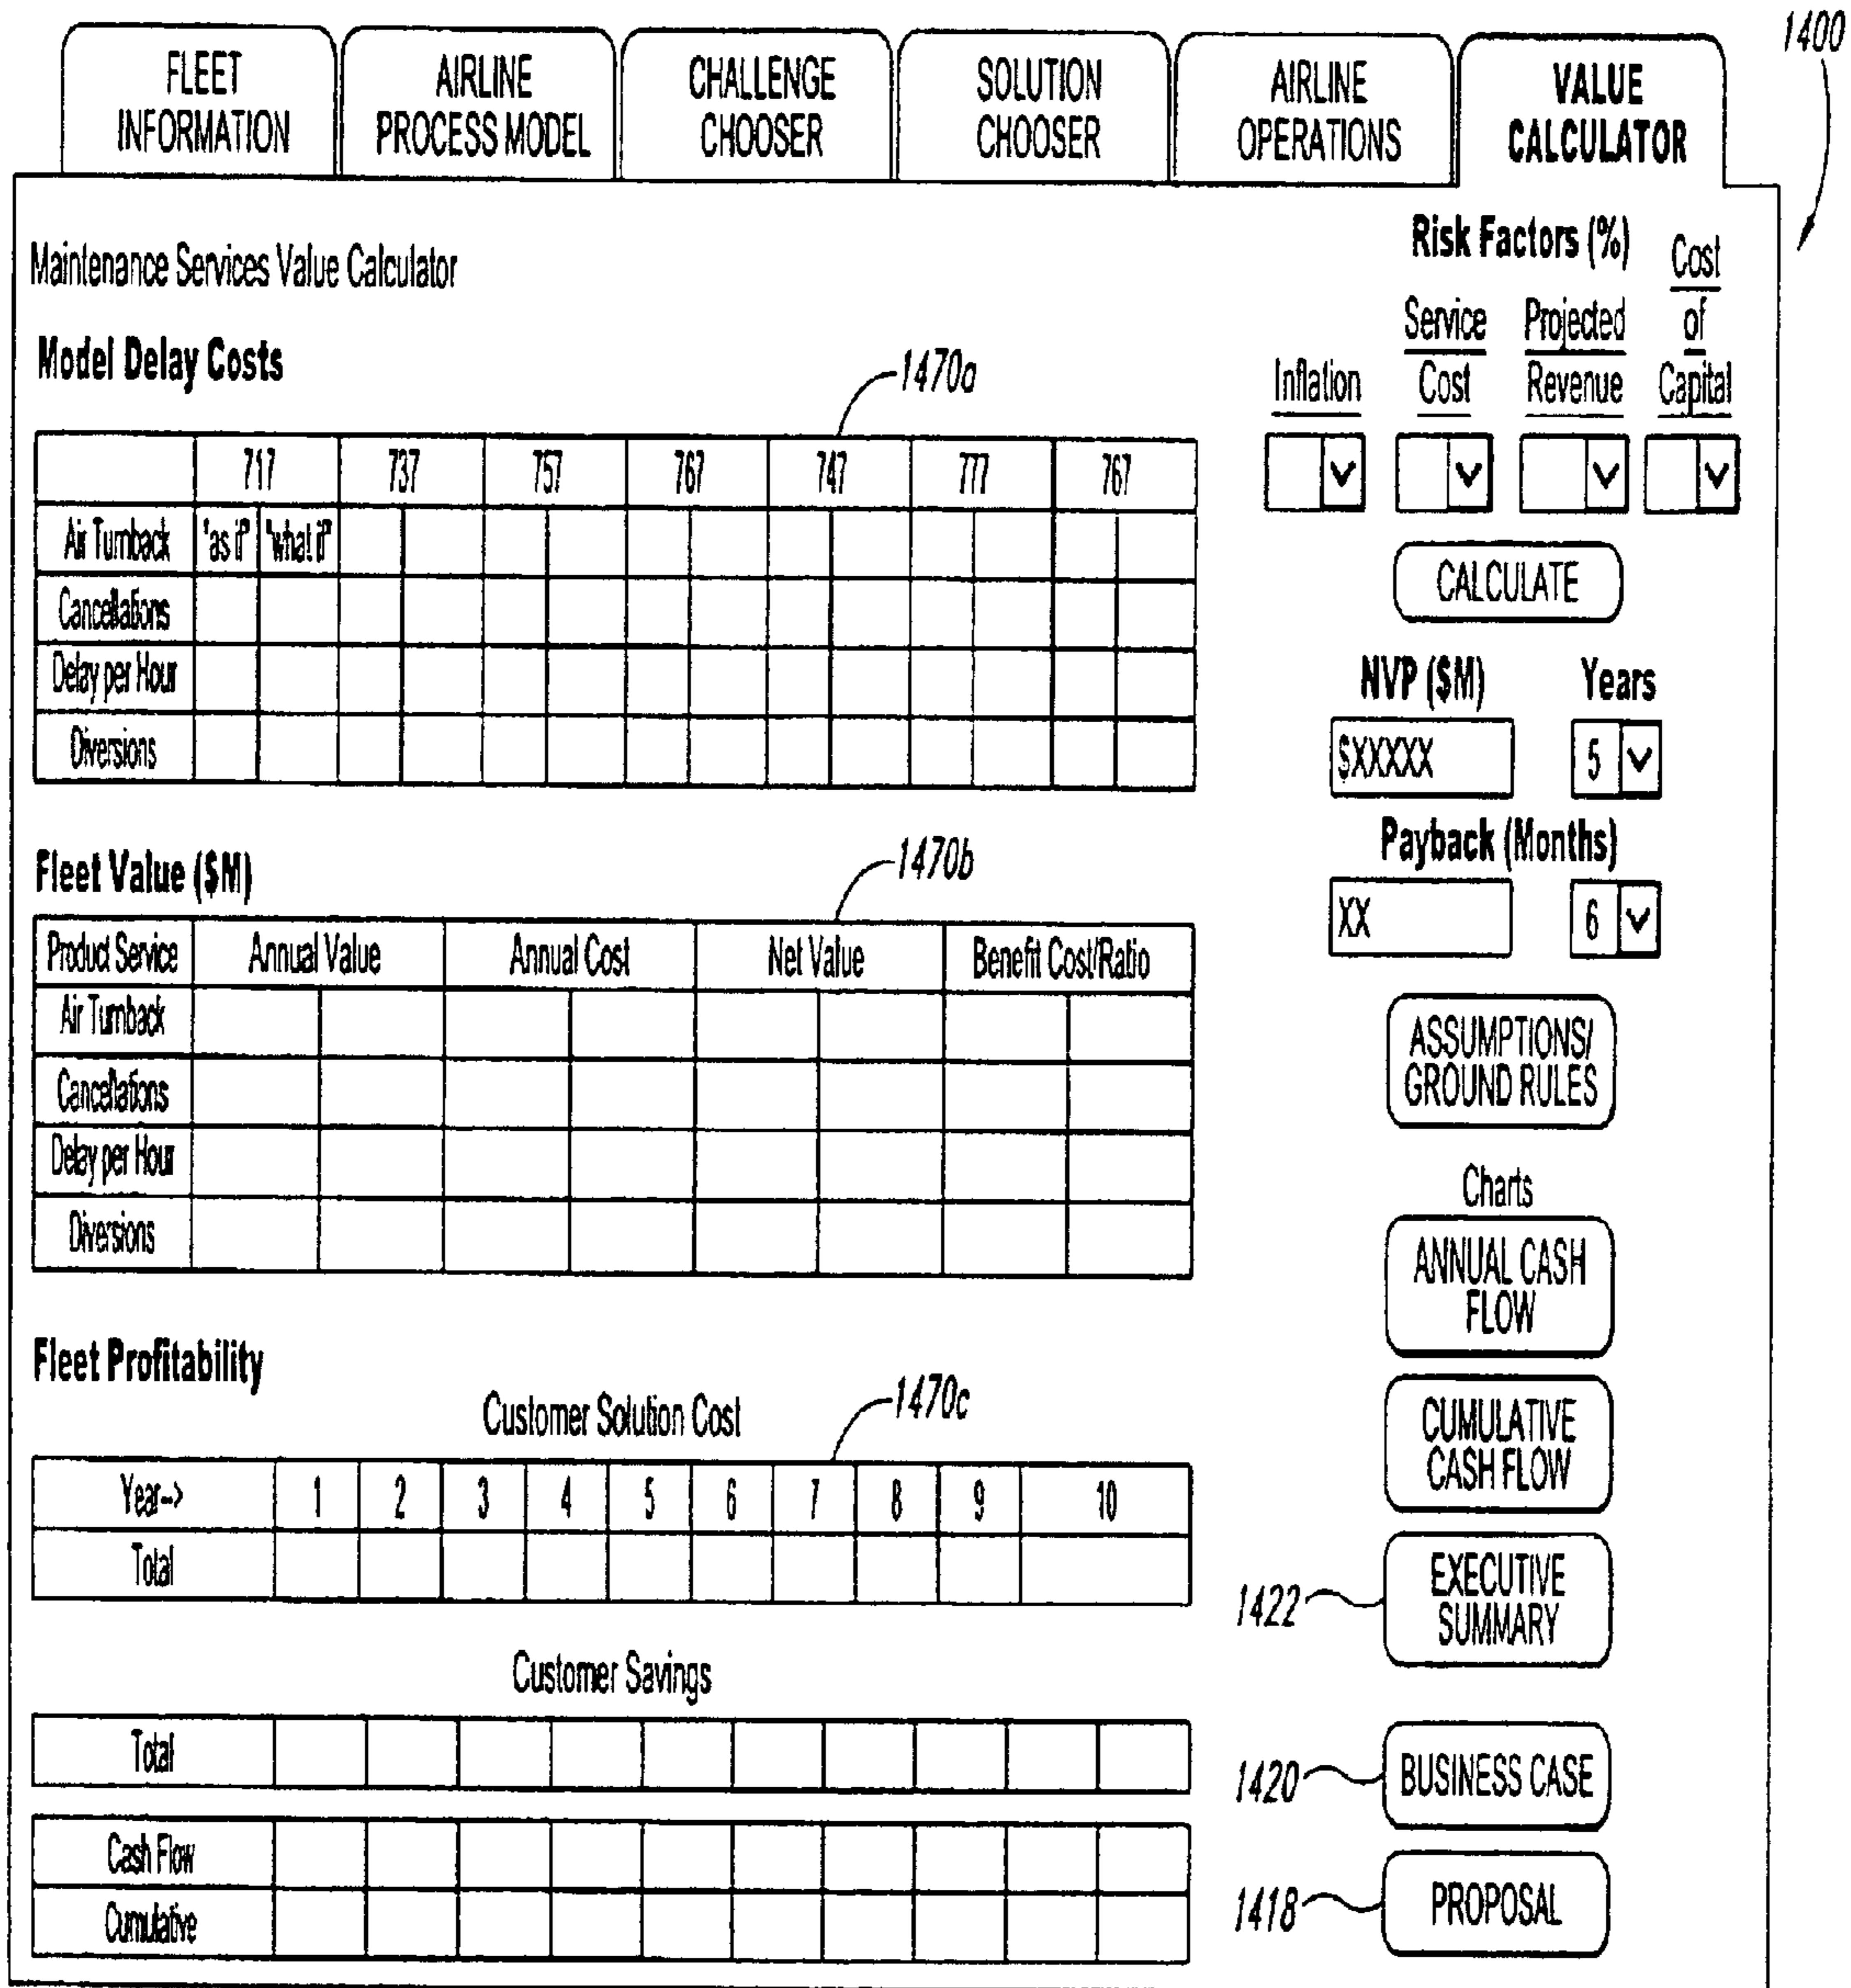 1400
FLEET INFORMATION
AIRLINE PROCESS MODEL
CHALLENGE CHOOSER
SOLUTION CHOOSER
AIRLINE OPERATIONS
VALUE CALCULATOR
Maintenance Services Value Calculator
Model Delay Costs
1470a
717 737 757 767 747 777 767
Air Turnback "as if" "what if"
Cancellations
Delay per Hour
Diversions
Fleet Value ($M)
1470b
Product Service Annual Value Annual Cost Net Value Benefit Cost/Ratio
Air Turnback
Cancellations
Delay per Hour
Diversions
Fleet Profitability
Customer Solution Cost
1470c
Year--> 1 2 3 4 5 6 7 8 9 10
Total
Customer Savings
Total
Cash Flow
Cumulative
Risk Factors (%)
Inflation
Service Cost
Projected Revenue
Cost of Capital
CALCULATE
NVP ($M) Years
$XXXXX 5
Payback (Months)
XX 6
ASSUMPTIONS/
GROUND RULES
Charts
ANNUAL CASH
FLOW
CUMULATIVE
CASH FLOW
1422
EXECUTIVE
SUMMARY
1420
BUSINESS CASE
1418
PROPOSAL